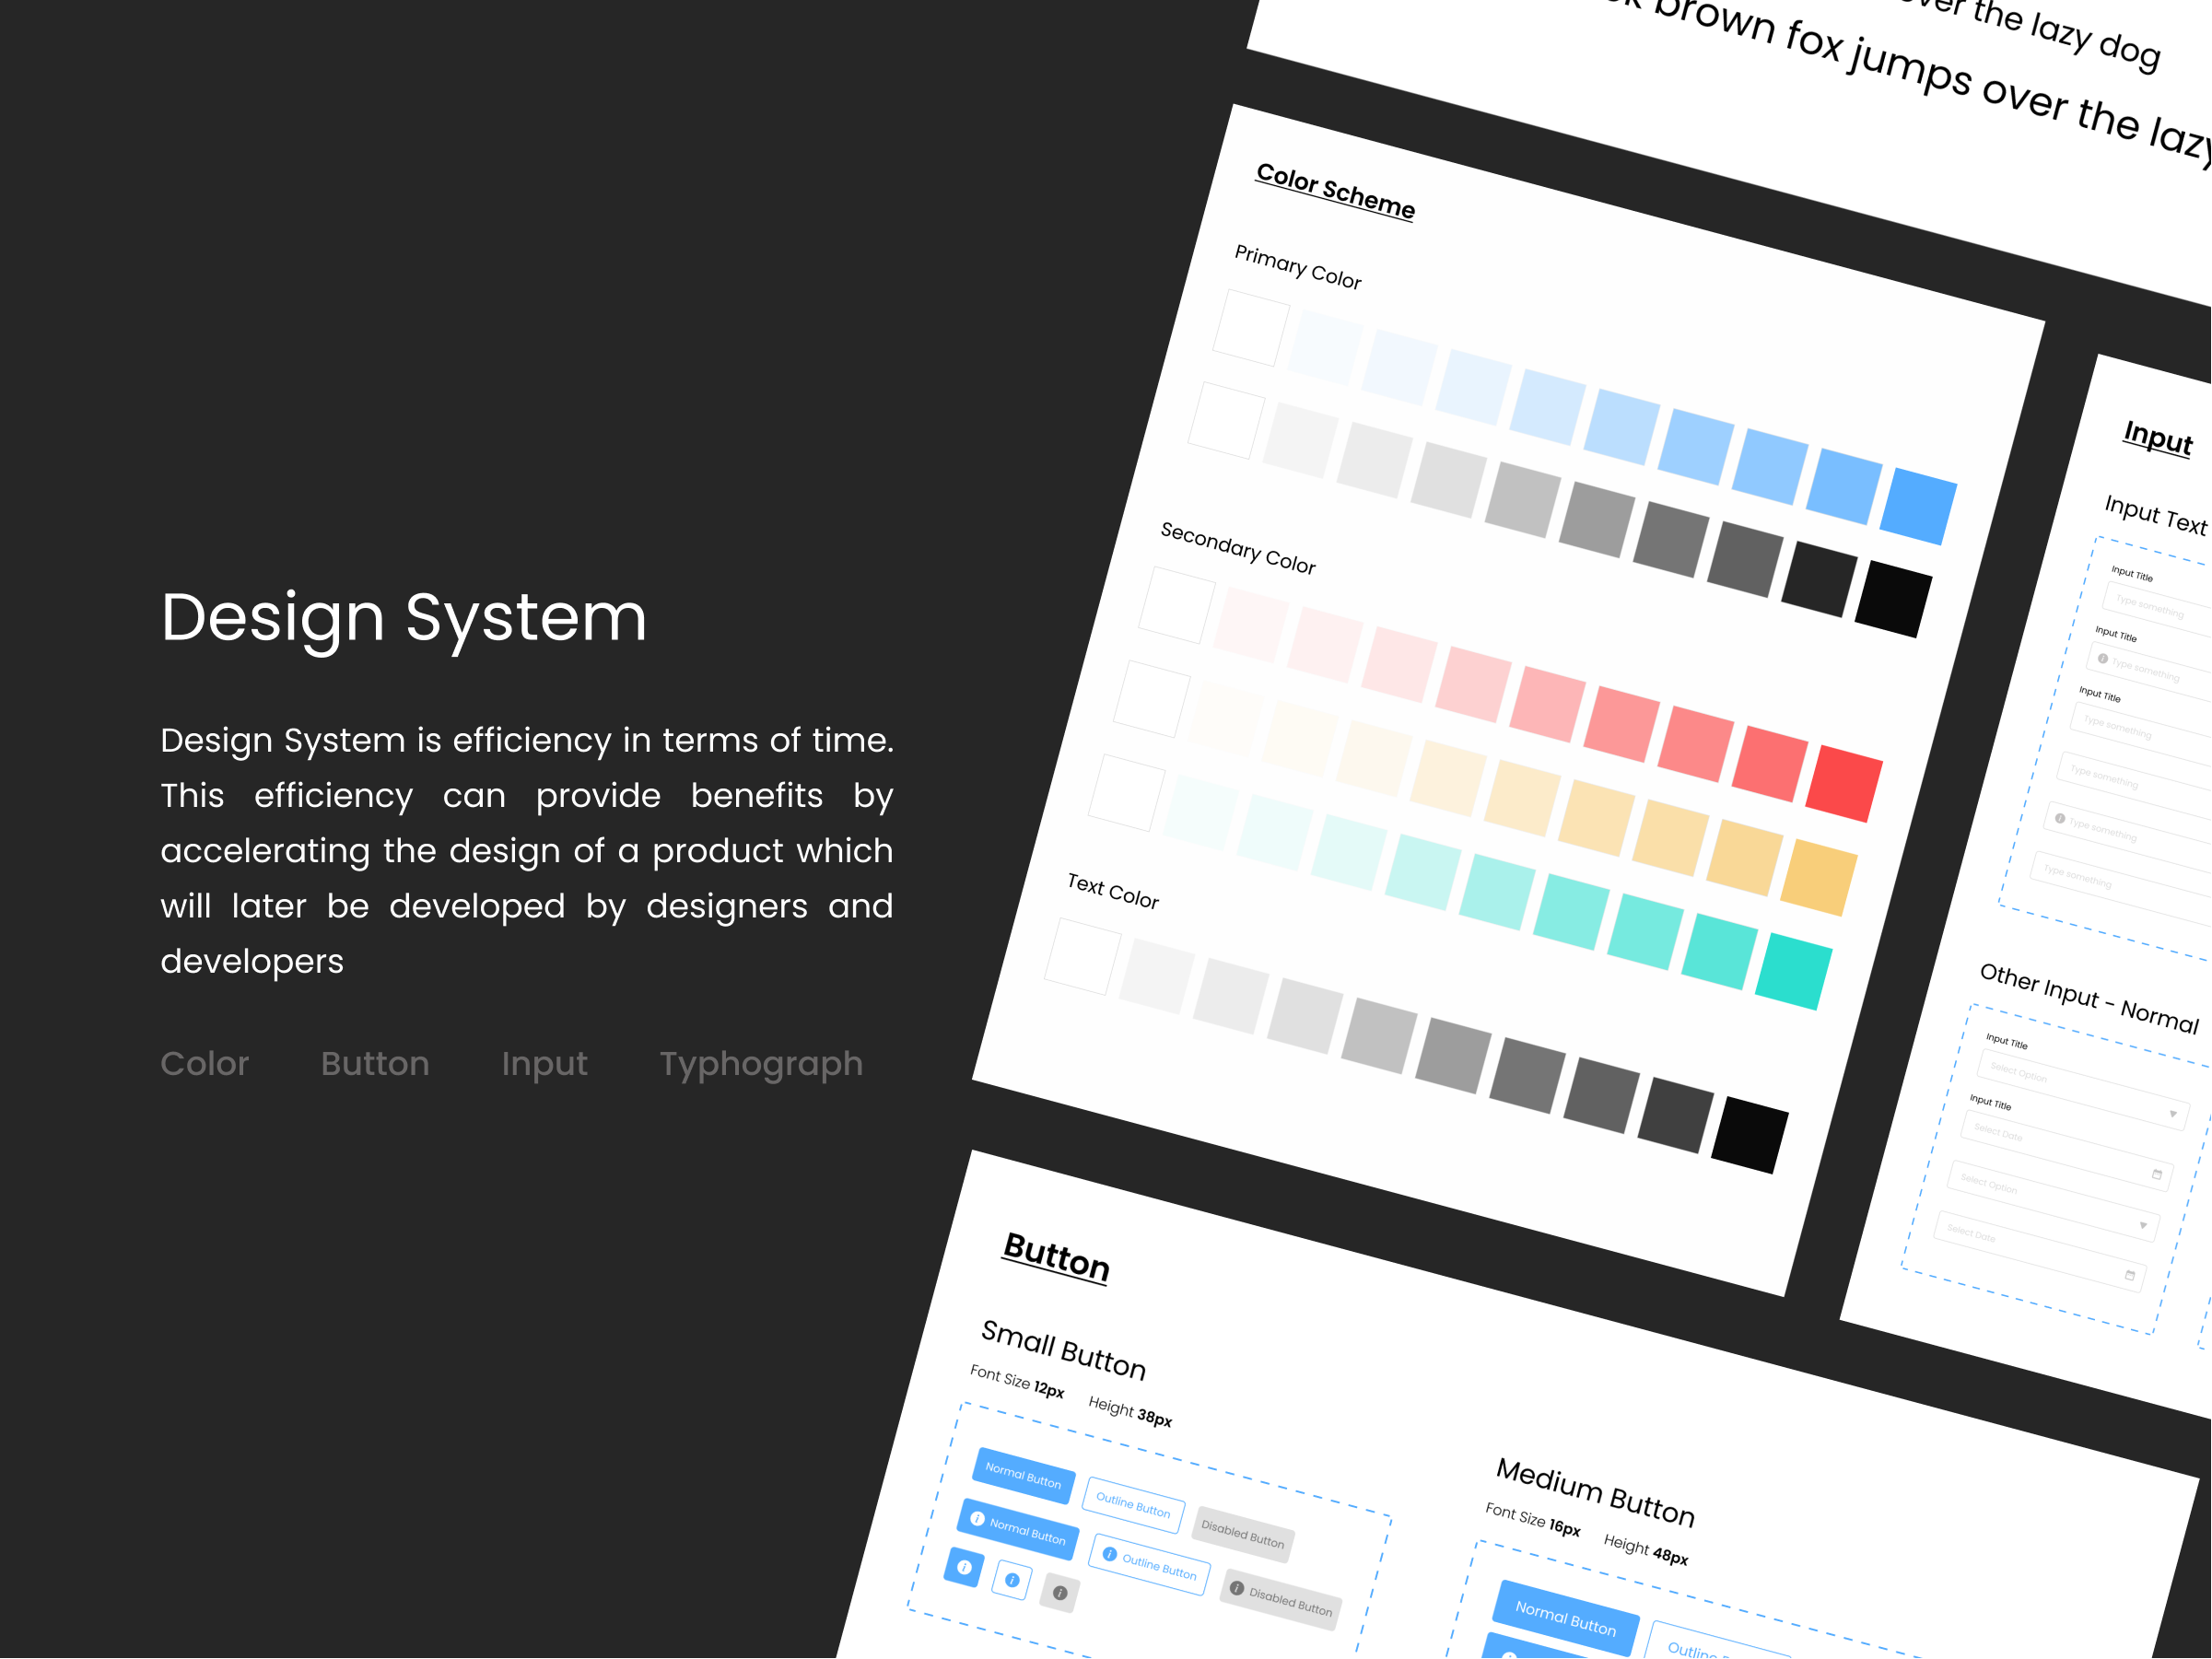 Design System
Design System is efficiency in terms of time.
This efficiency can provide benefits by
accelerating the design of a product which
will later be developed by designers and
developers
Color Button Input Typhograph
over the lazy dog
brown fox jumps over the lazy
Color Scheme
Primary Color
Secondary Color
Text Color
Input
Input Text
Input Title
Type something
Input Title
Type something
Input Title
Type something
Type something
Type something
Type something
Other Input - Normal
Input Title
Select Option
Input Title
Select Date
Select Option
Select Date
Button
Small Button
Font Size 12px Height 38px
Normal Button Outline Button Disabled Button
Normal Button Outline Button Disabled Button
Medium Button
Font Size 16px Height 48px
Normal Button